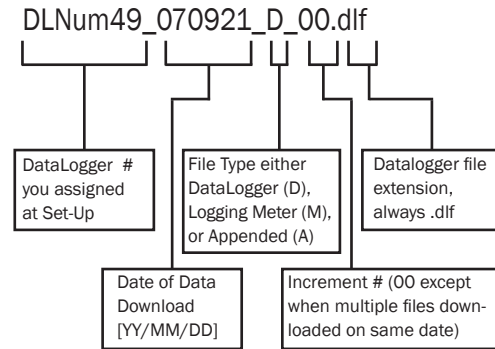 DLNum49_070921_D_00.dlf
DataLogger #
you assigned
at Set-Up
File Type either
DataLogger (D),
Logging Meter (M),
or Appended (A)
Datalogger file
extension,
always .dlf
Date of Data
Download
[YY/MM/DD]
Increment # (00 except
when multiple files down-
loaded on same date)